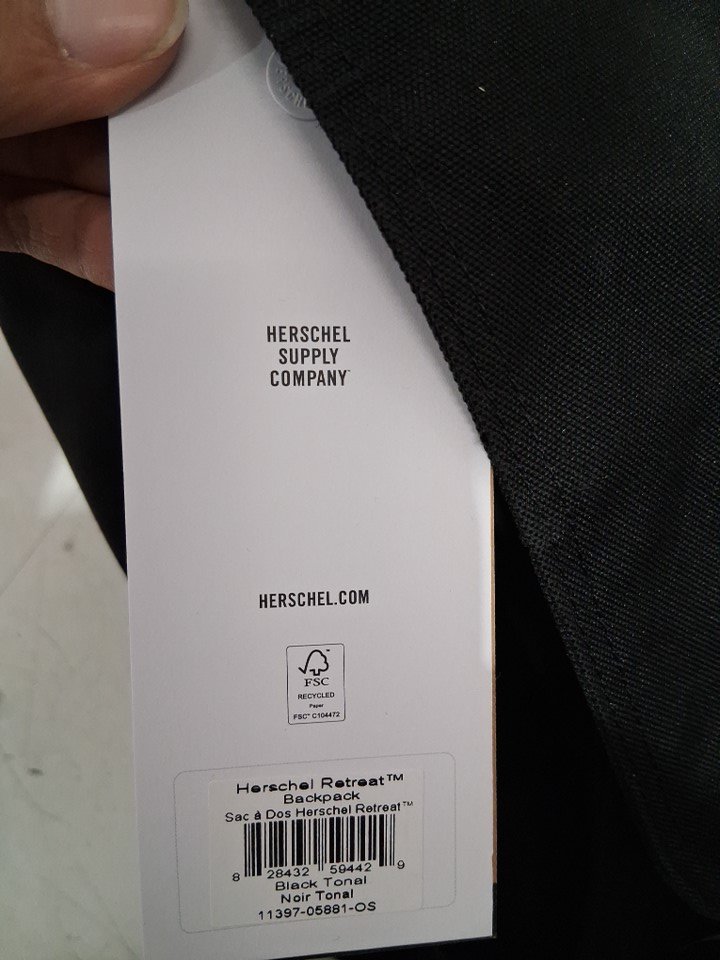 HERSCHEL
SUPPLY
COMPANY™
HERSCHEL.COM
FSC™
RECYCLED
Paper
FSC® C104472
Herschel Retreat™
Backpack
Sac à Dos Herschel Retreat™
8 28432 59442 9
Black Tonal
Noir Tonal
11397-05881-OS